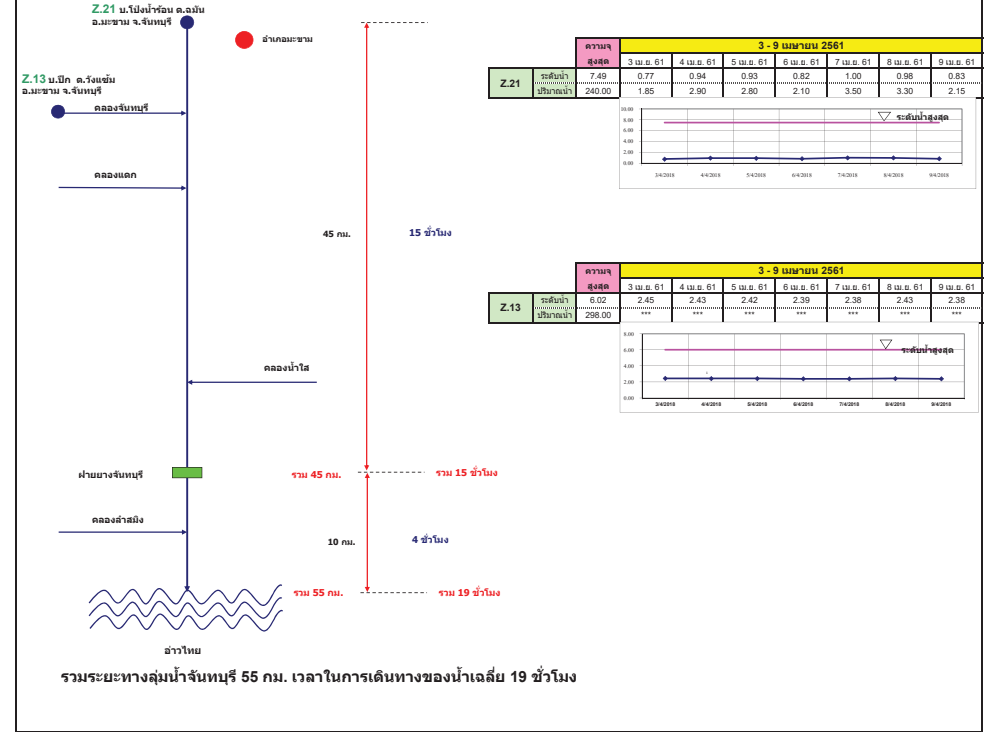 Z.21 บ.โป่งน้ำร้อน ต.ฉมัน
อ.มะขาม จ.จันทบุรี
อำเภอมะขาม
Z.13 บ.ปึก ต.วังแซ้ม
อ.มะขาม จ.จันทบุรี
คลองจันทบุรี
คลองแตก
45 กม. 15 ชั่วโมง
คลองน้ำใส
ฝายยางจันทบุรี
รวม 45 กม. รวม 15 ชั่วโมง
คลองลำสมิง
10 กม. 4 ชั่วโมง
รวม 55 กม. รวม 19 ชั่วโมง
อ่าวไทย
รวมระยะทางลุ่มน้ำจันทบุรี 55 กม. เวลาในการเดินทางของน้ำเฉลี่ย 19 ชั่วโมง
ความจุ 3 - 9 เมษายน 2561
สูงสุด 3 เม.ย. 61 4 เม.ย. 61 5 เม.ย. 61 6 เม.ย. 61 7 เม.ย. 61 8 เม.ย. 61 9 เม.ย. 61
Z.21
ระดับน้ำ 7.49 0.77 0.94 0.93 0.82 1.00 0.98 0.83
ปริมาณน้ำ 240.00 1.85 2.90 2.80 2.10 3.50 3.30 2.15
10.00
8.00
6.00
4.00
2.00
0.00
ระดับน้ำสูงสุด
3/4/2018 4/4/2018 5/4/2018 6/4/2018 7/4/2018 8/4/2018 9/4/2018
ความจุ 3 - 9 เมษายน 2561
สูงสุด 3 เม.ย. 61 4 เม.ย. 61 5 เม.ย. 61 6 เม.ย. 61 7 เม.ย. 61 8 เม.ย. 61 9 เม.ย. 61
Z.13
ระดับน้ำ 6.02 2.45 2.43 2.42 2.39 2.38 2.43 2.38
ปริมาณน้ำ 298.00 *** *** *** *** *** *** ***
8.00
6.00
4.00
2.00
0.00
ระดับน้ำสูงสุด
3/4/2018 4/4/2018 5/4/2018 6/4/2018 7/4/2018 8/4/2018 9/4/2018